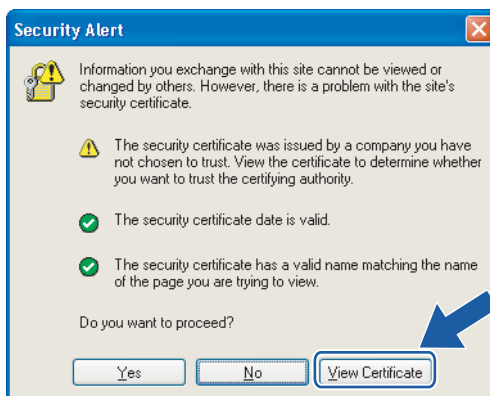 Security Alert
Information you exchange with this site cannot be viewed or
changed by others. However, there is a problem with the site's
security certificate.
The security certificate was issued by a company you have
not chosen to trust. View the certificate to determine whether
you want to trust the certifying authority.
The security certificate date is valid.
The security certificate has a valid name matching the name
of the page you are trying to view.
Do you want to proceed?
Yes No View Certificate